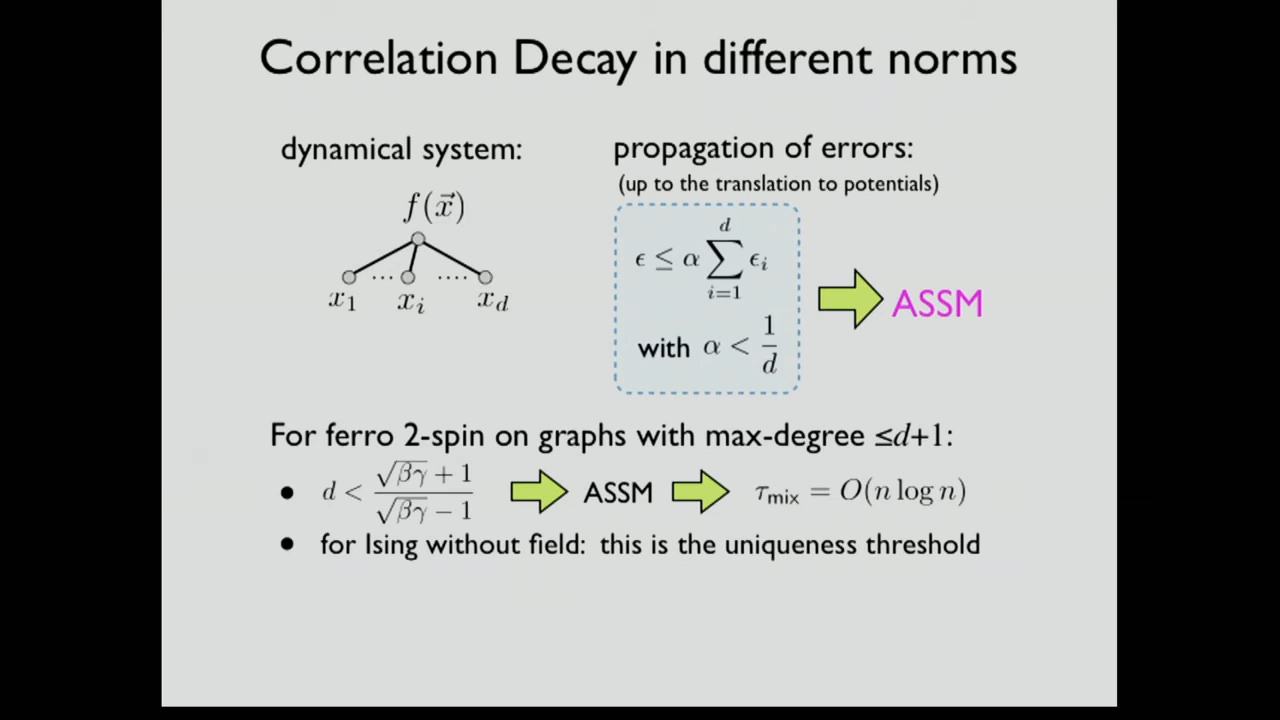 Correlation Decay in different norms
dynamical system:
f(x⃗)
x₁ ... xᵢ .... x_d
propagation of errors:
(up to the translation to potentials)
ϵ ≤ α ∑_{i=1}^{d} ϵᵢ
with α < 1/d
ASSM
For ferro 2-spin on graphs with max-degree ≤d+1:
• d < (√(βγ) + 1)/(√(βγ) − 1) ASSM τ_mix = O(n log n)
• for Ising without field: this is the uniqueness threshold